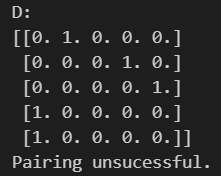 D:
[[0. 1. 0. 0. 0.]
 [0. 0. 0. 1. 0.]
 [0. 0. 0. 0. 1.]
 [1. 0. 0. 0. 0.]
 [1. 0. 0. 0. 0.]]
Pairing unsucessful.